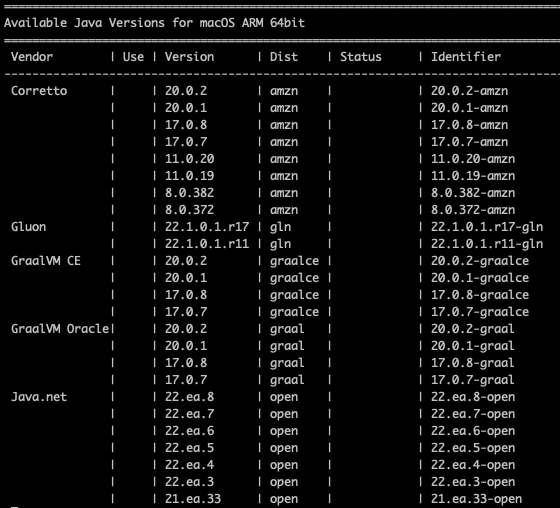 ================================================================================
Available Java Versions for macOS ARM 64bit
================================================================================
 Vendor        | Use | Version      | Dist    | Status     | Identifier
--------------------------------------------------------------------------------
 Corretto      |     | 20.0.2       | amzn    |            | 20.0.2-amzn
               |     | 20.0.1       | amzn    |            | 20.0.1-amzn
               |     | 17.0.8       | amzn    |            | 17.0.8-amzn
               |     | 17.0.7       | amzn    |            | 17.0.7-amzn
               |     | 11.0.20      | amzn    |            | 11.0.20-amzn
               |     | 11.0.19      | amzn    |            | 11.0.19-amzn
               |     | 8.0.382      | amzn    |            | 8.0.382-amzn
               |     | 8.0.372      | amzn    |            | 8.0.372-amzn
 Gluon         |     | 22.1.0.1.r17 | gln     |            | 22.1.0.1.r17-gln
               |     | 22.1.0.1.r11 | gln     |            | 22.1.0.1.r11-gln
 GraalVM CE    |     | 20.0.2       | graalce |            | 20.0.2-graalce
               |     | 20.0.1       | graalce |            | 20.0.1-graalce
               |     | 17.0.8       | graalce |            | 17.0.8-graalce
               |     | 17.0.7       | graalce |            | 17.0.7-graalce
 GraalVM Oracle|     | 20.0.2       | graal   |            | 20.0.2-graal
               |     | 20.0.1       | graal   |            | 20.0.1-graal
               |     | 17.0.8       | graal   |            | 17.0.8-graal
               |     | 17.0.7       | graal   |            | 17.0.7-graal
 Java.net      |     | 22.ea.8      | open    |            | 22.ea.8-open
               |     | 22.ea.7      | open    |            | 22.ea.7-open
               |     | 22.ea.6      | open    |            | 22.ea.6-open
               |     | 22.ea.5      | open    |            | 22.ea.5-open
               |     | 22.ea.4      | open    |            | 22.ea.4-open
               |     | 22.ea.3      | open    |            | 22.ea.3-open
               |     | 21.ea.33     | open    |            | 21.ea.33-open